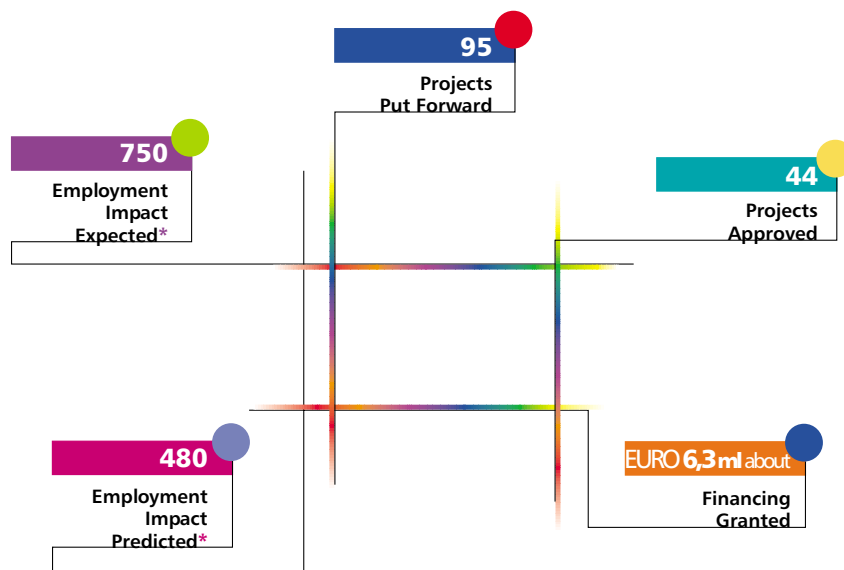 95
Projects
Put Forward
750
Employment
Impact
Expected*
44
Projects
Approved
480
Employment
Impact
Predicted*
EURO 6,3 ml about
Financing
Granted